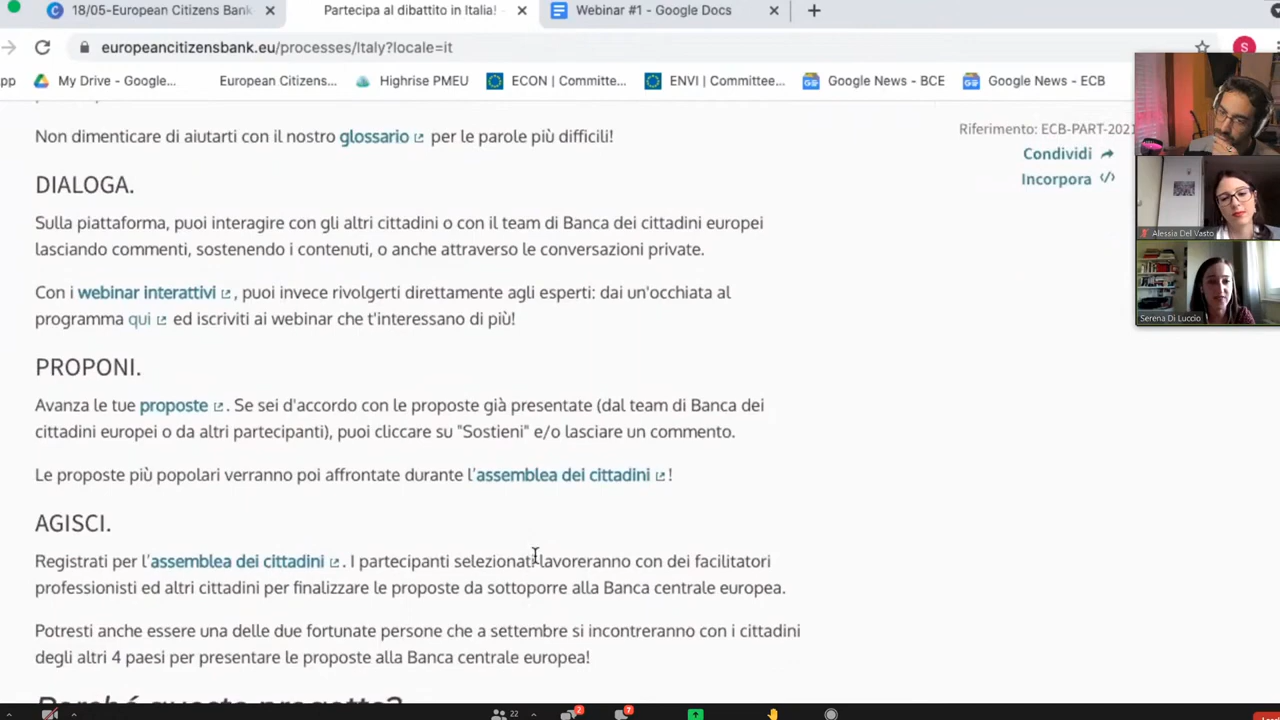 18/05-European Citizens Bank
Partecipa al dibattito in Italia!
Webinar #1 - Google Docs
europeancitizensbank.eu/processes/Italy?locale=it
S
pp
My Drive - Google...
European Citizens...
Highrise PMEU
ECON | Committe...
ENVI | Committee...
Google News - BCE
Google News - ECB
Non dimenticare di aiutarti con il nostro glossario per le parole più difficili!
Riferimento: ECB-PART-2021
Condividi
Incorpora
DIALOGA.
Sulla piattaforma, puoi interagire con gli altri cittadini o con il team di Banca dei cittadini europei
lasciando commenti, sostenendo i contenuti, o anche attraverso le conversazioni private.
Con i webinar interattivi , puoi invece rivolgerti direttamente agli esperti: dai un'occhiata al
programma qui ed iscriviti ai webinar che t'interessano di più!
PROPONI.
Avanza le tue proposte . Se sei d'accordo con le proposte già presentate (dal team di Banca dei
cittadini europei o da altri partecipanti), puoi cliccare su "Sostieni" e/o lasciare un commento.
Le proposte più popolari verranno poi affrontate durante l'assemblea dei cittadini !
AGISCI.
Registrati per l'assemblea dei cittadini . I partecipanti selezionati lavoreranno con dei facilitatori
professionisti ed altri cittadini per finalizzare le proposte da sottoporre alla Banca centrale europea.
Potresti anche essere una delle due fortunate persone che a settembre si incontreranno con i cittadini
degli altri 4 paesi per presentare le proposte alla Banca centrale europea!
Perché questo progetto?
Alessia Del Vasto
Serena Di Luccio
22
2
7